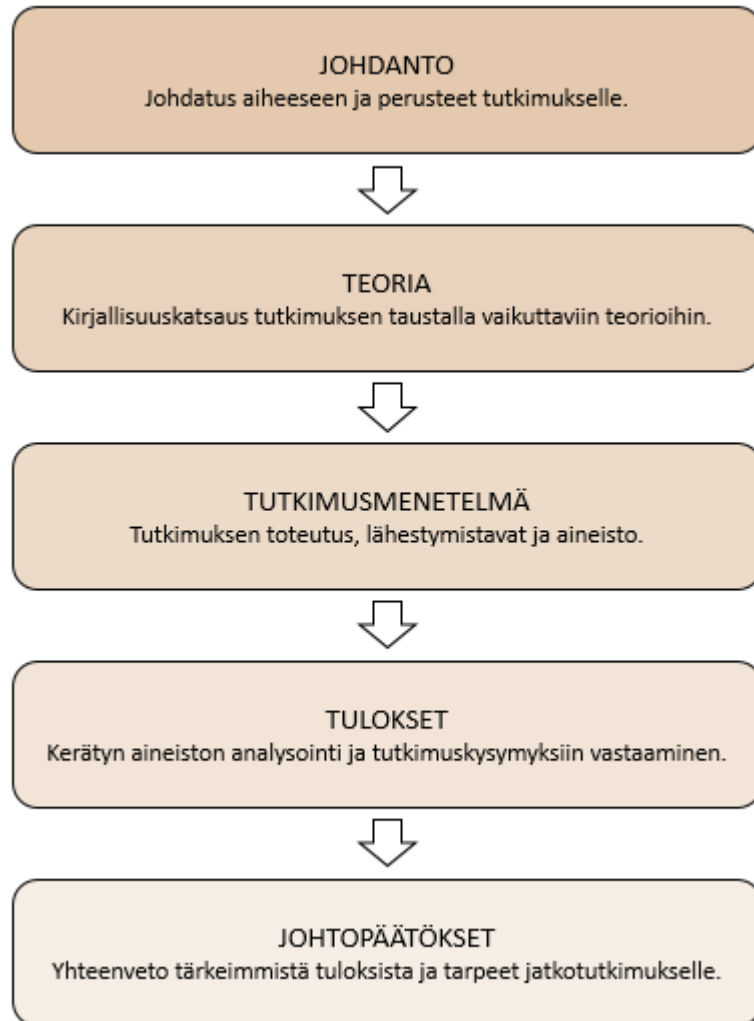 JOHDANTO
Johdatus aiheeseen ja perusteet tutkimukselle.
TEORIA
Kirjallisuuskatsaus tutkimuksen taustalla vaikuttaviin teorioihin.
TUTKIMUSMENETELMÄ
Tutkimuksen toteutus, lähestymistavat ja aineisto.
TULOKSET
Kerätyn aineiston analysointi ja tutkimuskysymyksiin vastaaminen.
JOHTOPÄÄTÖKSET
Yhteenveto tärkeimmistä tuloksista ja tarpeet jatkotutkimukselle.